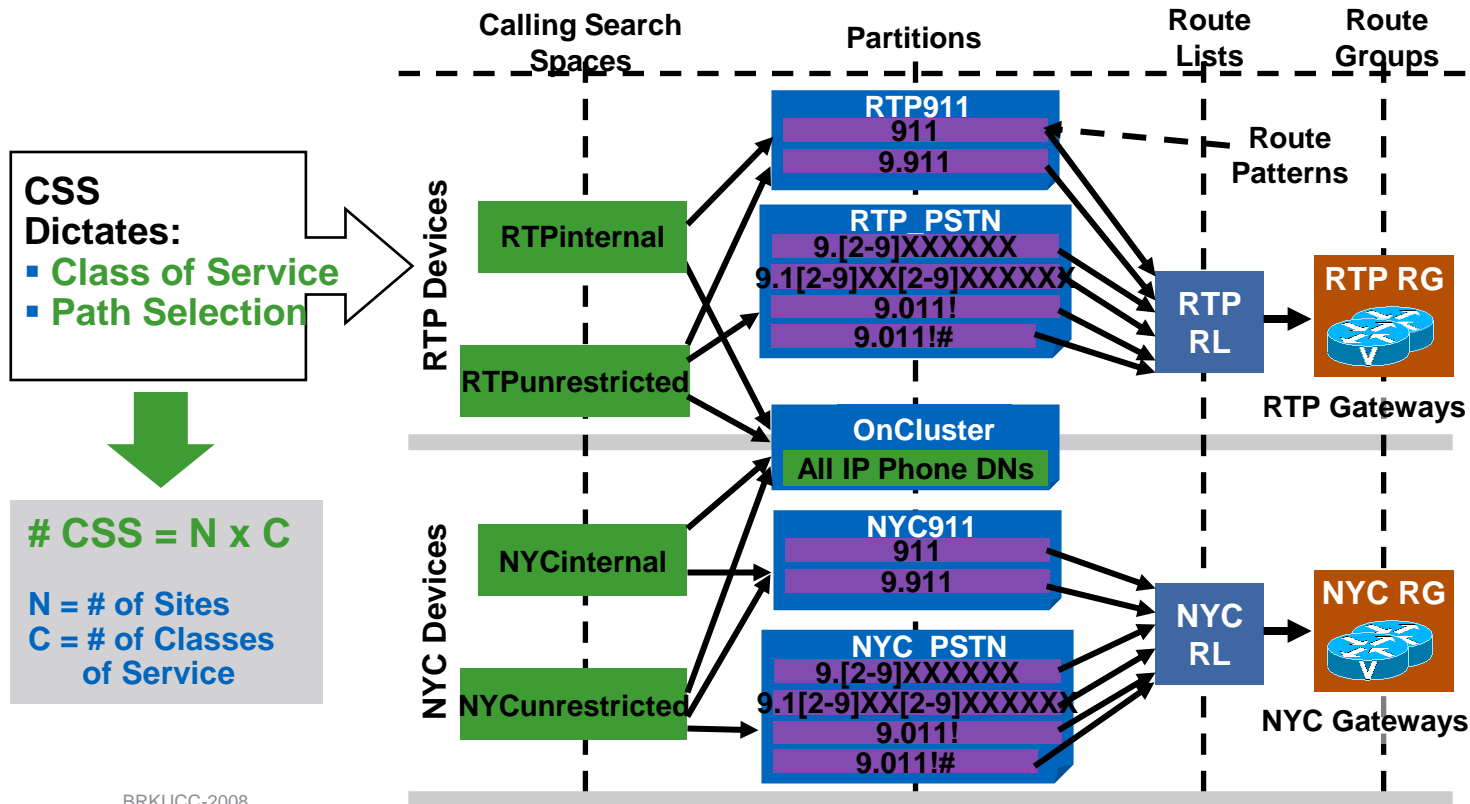 Calling Search
Spaces
Partitions
Route
Lists
Route
Groups
CSS
Dictates:
▪ Class of Service
▪ Path Selection
# CSS = N x C
N = # of Sites
C = # of Classes
of Service
RTP Devices
RTPinternal
RTPunrestricted
RTP911
911
9.911
Route
Patterns
RTP_PSTN
9.[2-9]XXXXXX
9.1[2-9]XX[2-9]XXXXXX
9.011!
9.011!#
RTP
RL
RTP RG
V
RTP Gateways
OnCluster
All IP Phone DNs
NYC Devices
NYCinternal
NYCunrestricted
NYC911
911
9.911
NYC_PSTN
9.[2-9]XXXXXX
9.1[2-9]XX[2-9]XXXXXX
9.011!
9.011!#
NYC
RL
NYC RG
V
NYC Gateways
BRKUCC-2008